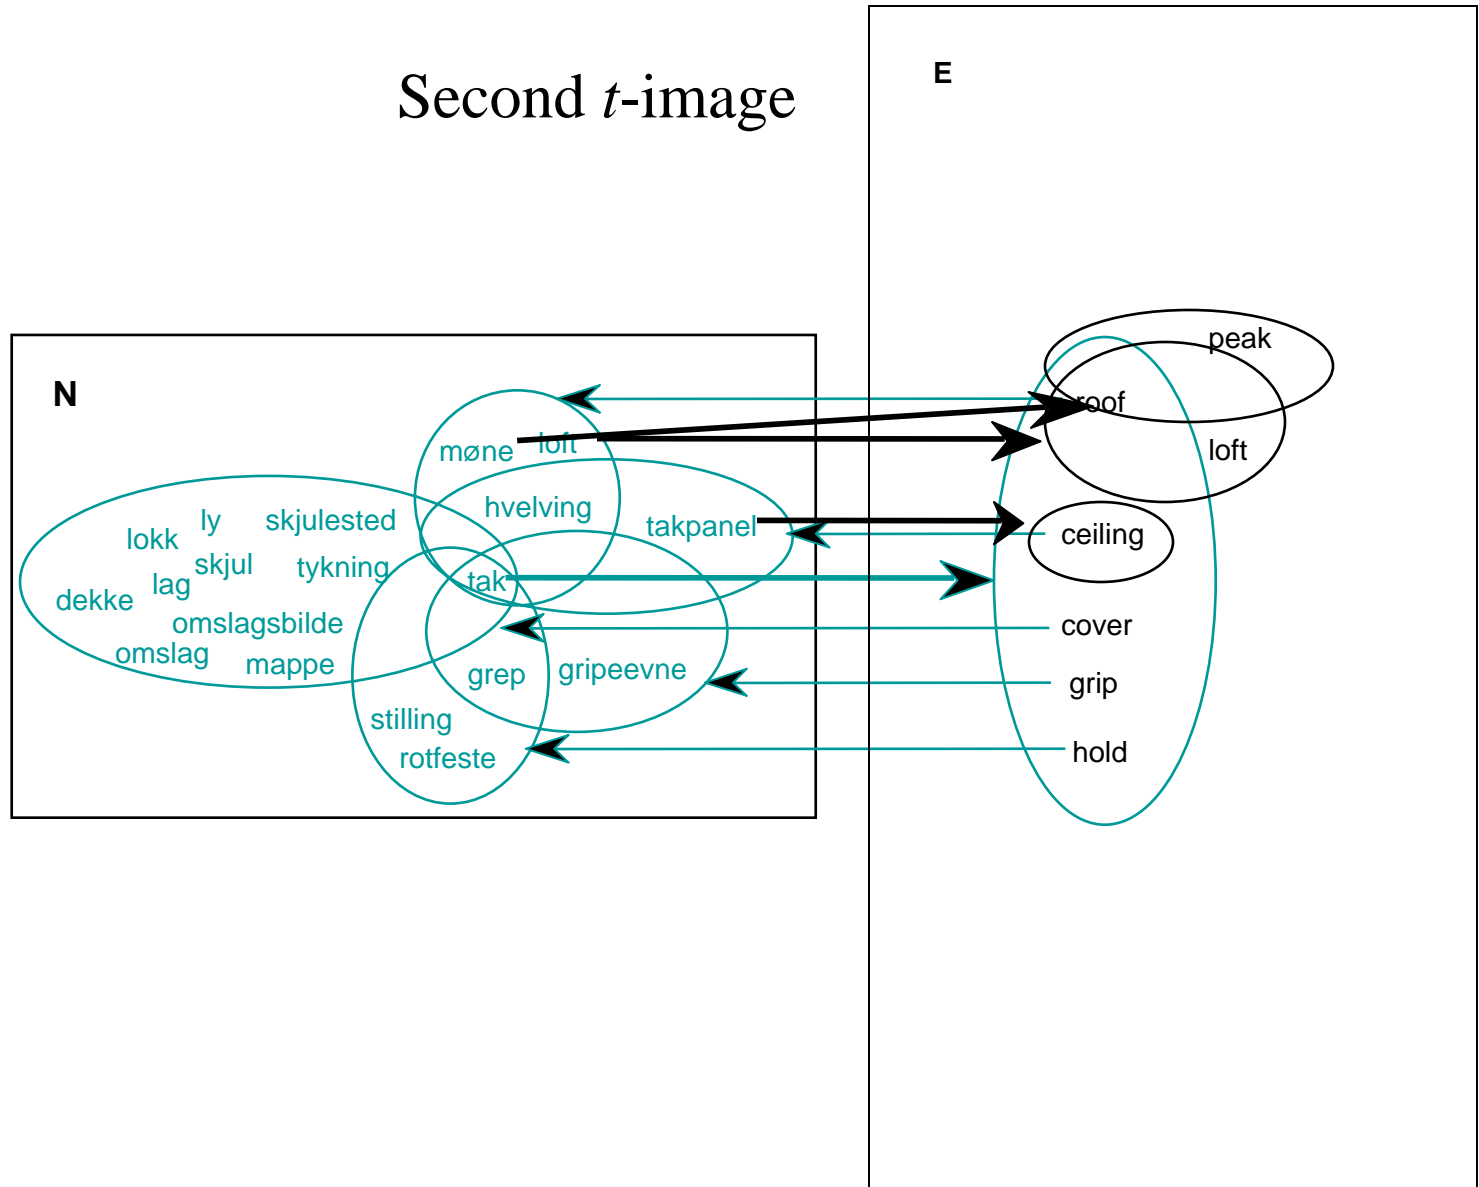 Second t-image
E
N
peak
roof
loft
ceiling
cover
grip
hold
møne
loft
hvelving
takpanel
tak
grep
gripeevne
stilling
rotfeste
lokk
ly
skjulested
skjul
tykning
lag
dekke
omslagsbilde
omslag
mappe